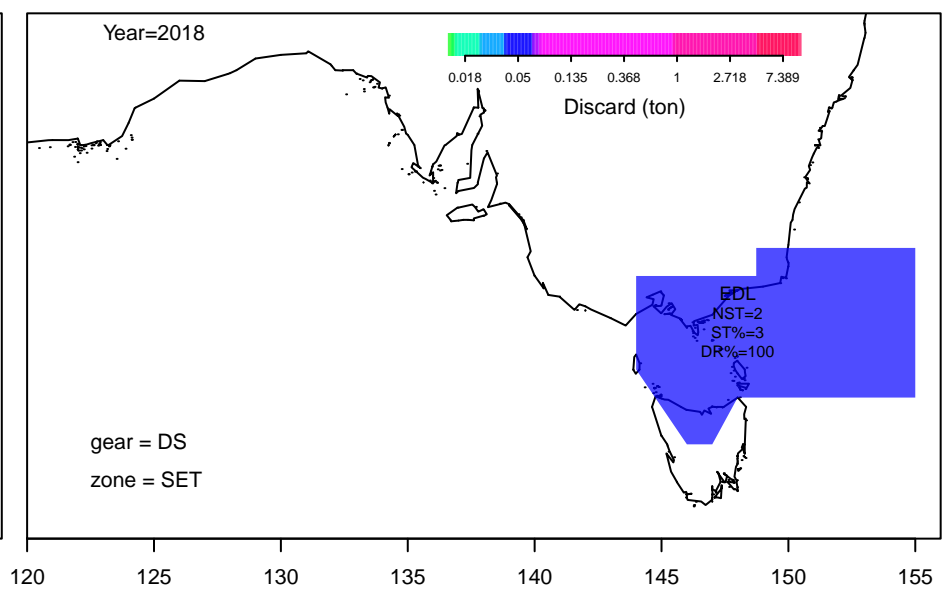 Year=2018
0.018 0.05 0.135 0.368 1 2.718 7.389
Discard (ton)
EDL
NST=2
ST%=3
DR%=100
gear = DS
zone = SET
120 125 130 135 140 145 150 155